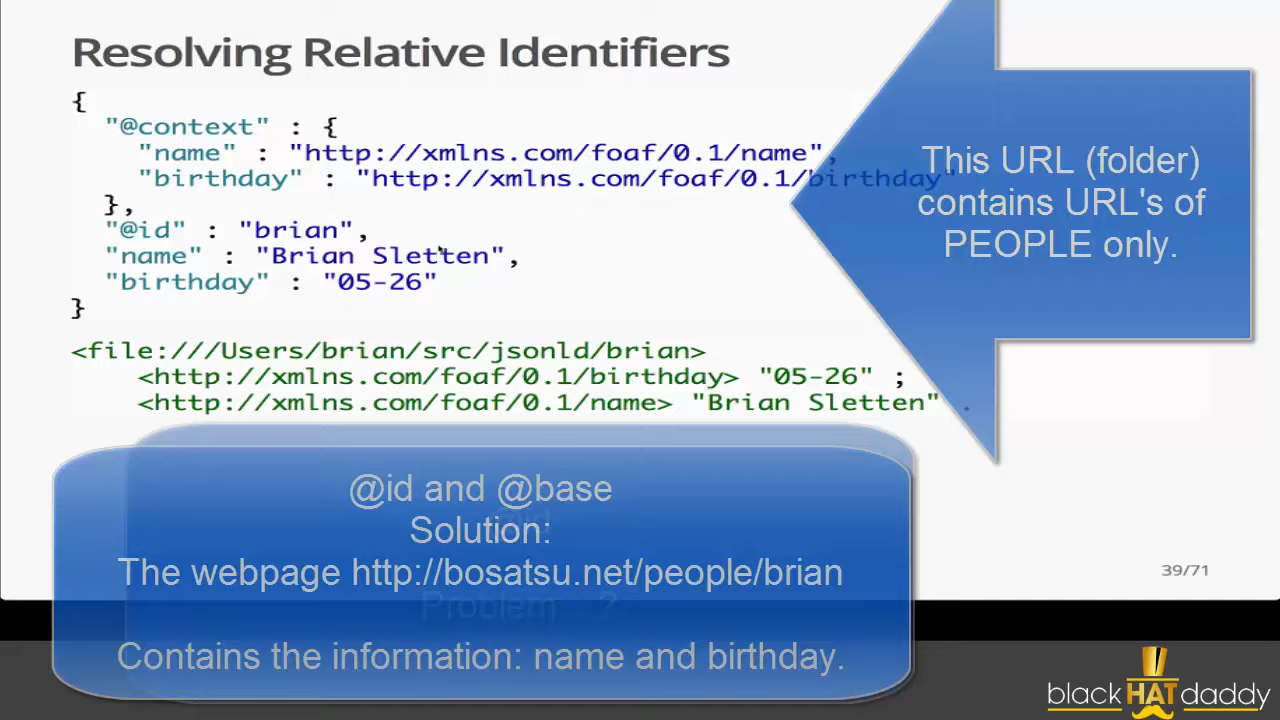 Resolving Relative Identifiers
{
"@context" : {
"name" : "http://xmlns.com/foaf/0.1/name",
"birthday" : "http://xmlns.com/foaf/0.1/birthday"
},
"@id" : "brian",
"name" : "Brian Sletten",
"birthday" : "05-26"
}
<file:///Users/brian/src/jsonld/brian>
<http://xmlns.com/foaf/0.1/birthday> "05-26" ;
<http://xmlns.com/foaf/0.1/name> "Brian Sletten" .
This URL (folder)
contains URL's of
PEOPLE only.
@id and @base
Solution:
The webpage http://bosatsu.net/people/brian
Problem ...?
Contains the information: name and birthday.
39/71
blackHATdaddy